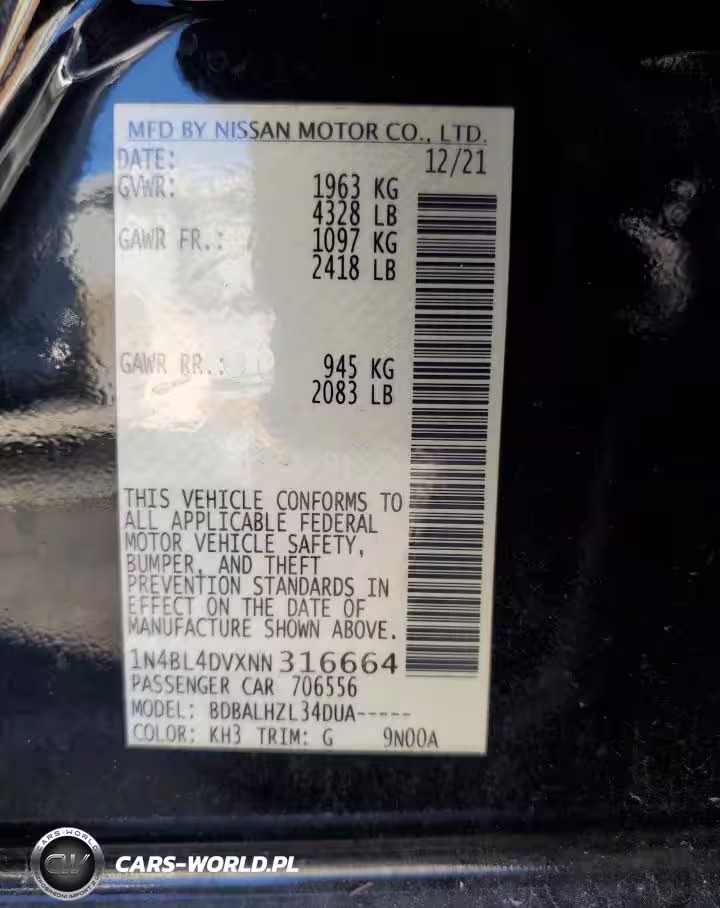 MFD BY NISSAN MOTOR CO., LTD.
DATE: 12/21
GVWR: 1963 KG
4328 LB
GAWR FR.: 1097 KG
2418 LB
GAWR RR.: 945 KG
2083 LB
THIS VEHICLE CONFORMS TO
ALL APPLICABLE FEDERAL
MOTOR VEHICLE SAFETY,
BUMPER, AND THEFT
PREVENTION STANDARDS IN
EFFECT ON THE DATE OF
MANUFACTURE SHOWN ABOVE.
1N4BL4DVXNN316664
PASSENGER CAR 706556
MODEL: BDBALHZL34DUA-----
COLOR: KH3 TRIM: G 9N00A
CARS-WORLD
CW
CARS-WORLD.PL